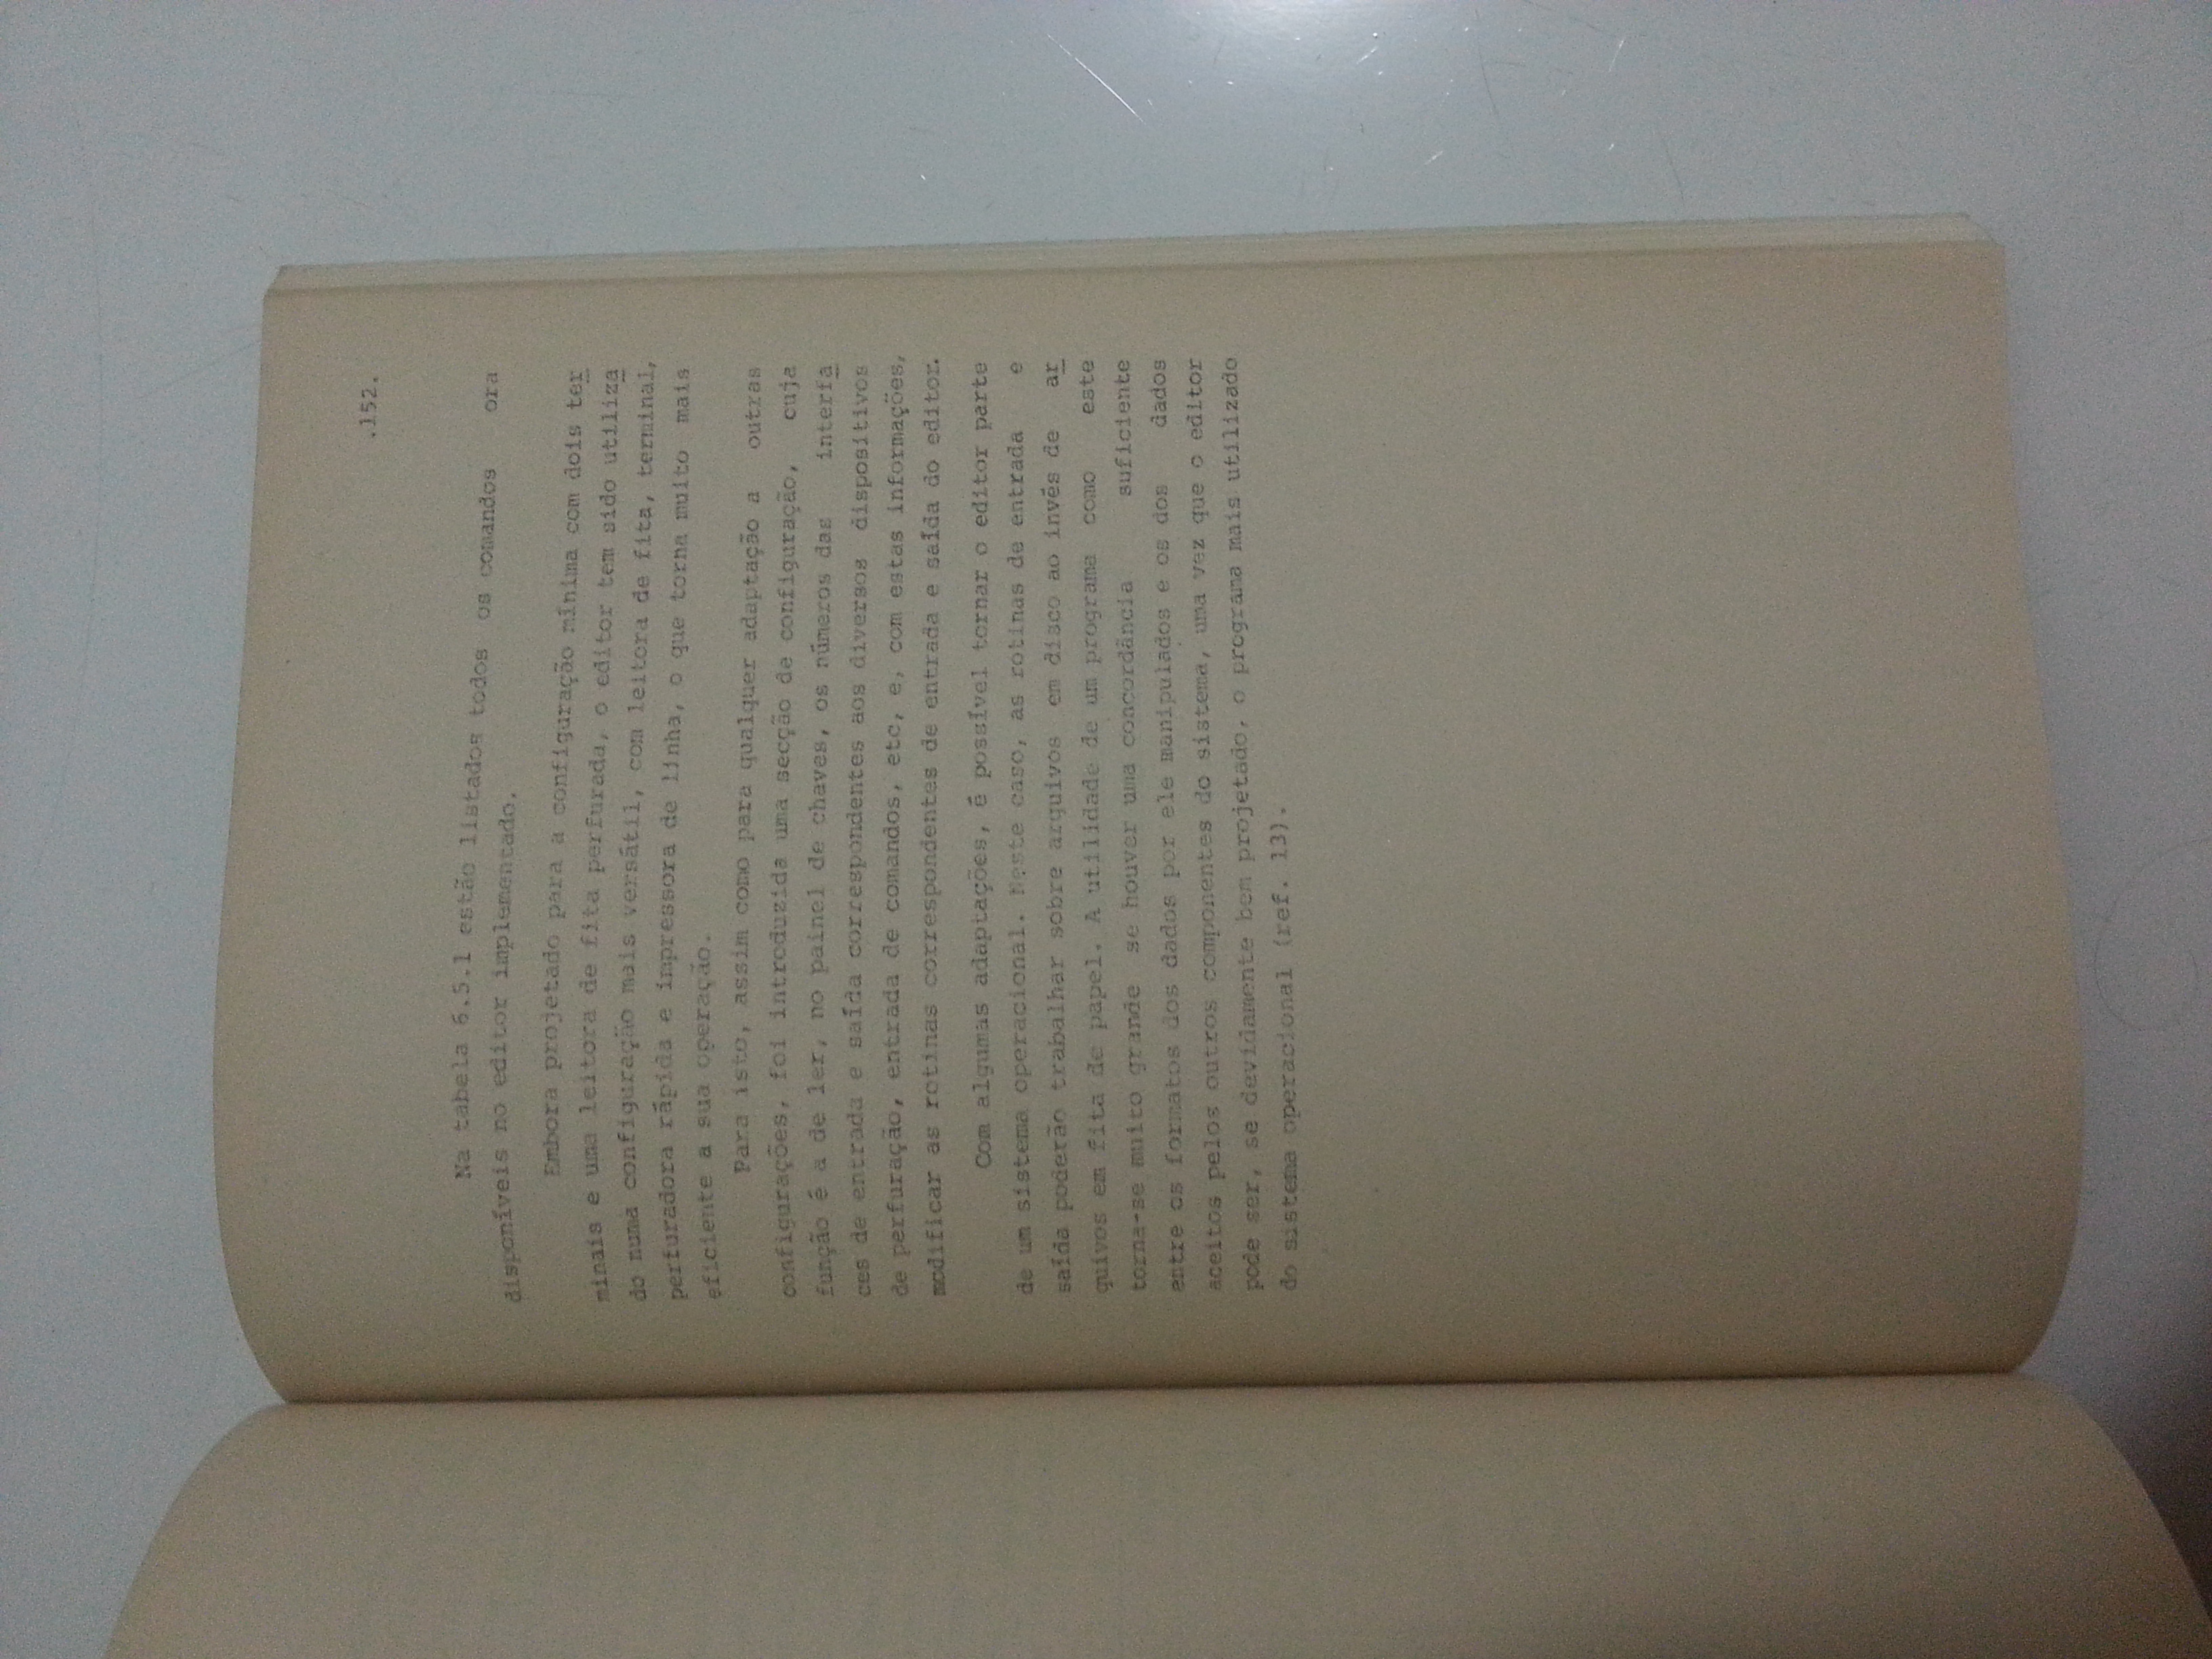 .152.
Na tabela 6.5.1 estão listados todos os comandos ora
disponíveis no editor implementado.
Embora projetado para a configuração mínima com dois ter
minais e uma leitora de fita perfurada, o editor tem sido utiliza
do numa configuração mais versátil, com leitora de fita, terminal,
perfuradora rápida e impressora de linha, o que torna muito mais
eficiente a sua operação.
Para isto, assim como para qualquer adaptação a outras
configurações, foi introduzida uma secção de configuração, cuja
função é a de ler, no painel de chaves, os números das interfa
ces de entrada e saída correspondentes aos diversos dispositivos
de perfuração, entrada de comandos, etc, e, com estas informações,
modificar as rotinas correspondentes de entrada e saída do editor.
Com algumas adaptações, é possível tornar o editor parte
de um sistema operacional. Neste caso, as rotinas de entrada e
saída poderão trabalhar sobre arquivos em disco ao invés de ar
quivos em fita de papel. A utilidade de um programa como este
torna-se muito grande se houver uma concordância suficiente
entre os formatos dos dados por ele manipulados e os dos dados
aceitos pelos outros componentes do sistema, uma vez que o editor
pode ser, se devidamente bem projetado, o programa mais utilizado
do sistema operacional (ref. 13).